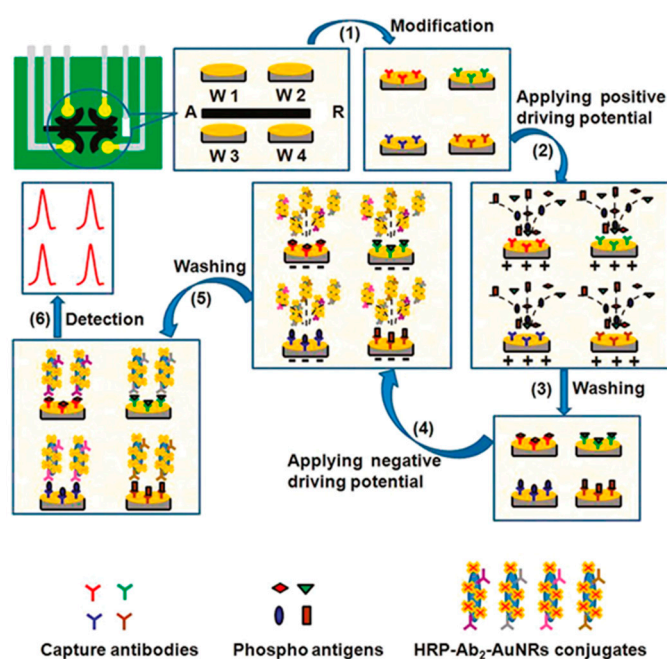 (1)
Modification
W 1 W 2
A R
W 3 W 4
Applying positive
driving potential
(2)
+ + + + + +
+ + + + + +
(3) Washing
(4)
Applying negative
driving potential
- - - - - -
- - - - - -
Washing
(5)
(6) Detection
Capture antibodies Phospho antigens HRP-Ab₂-AuNRs conjugates